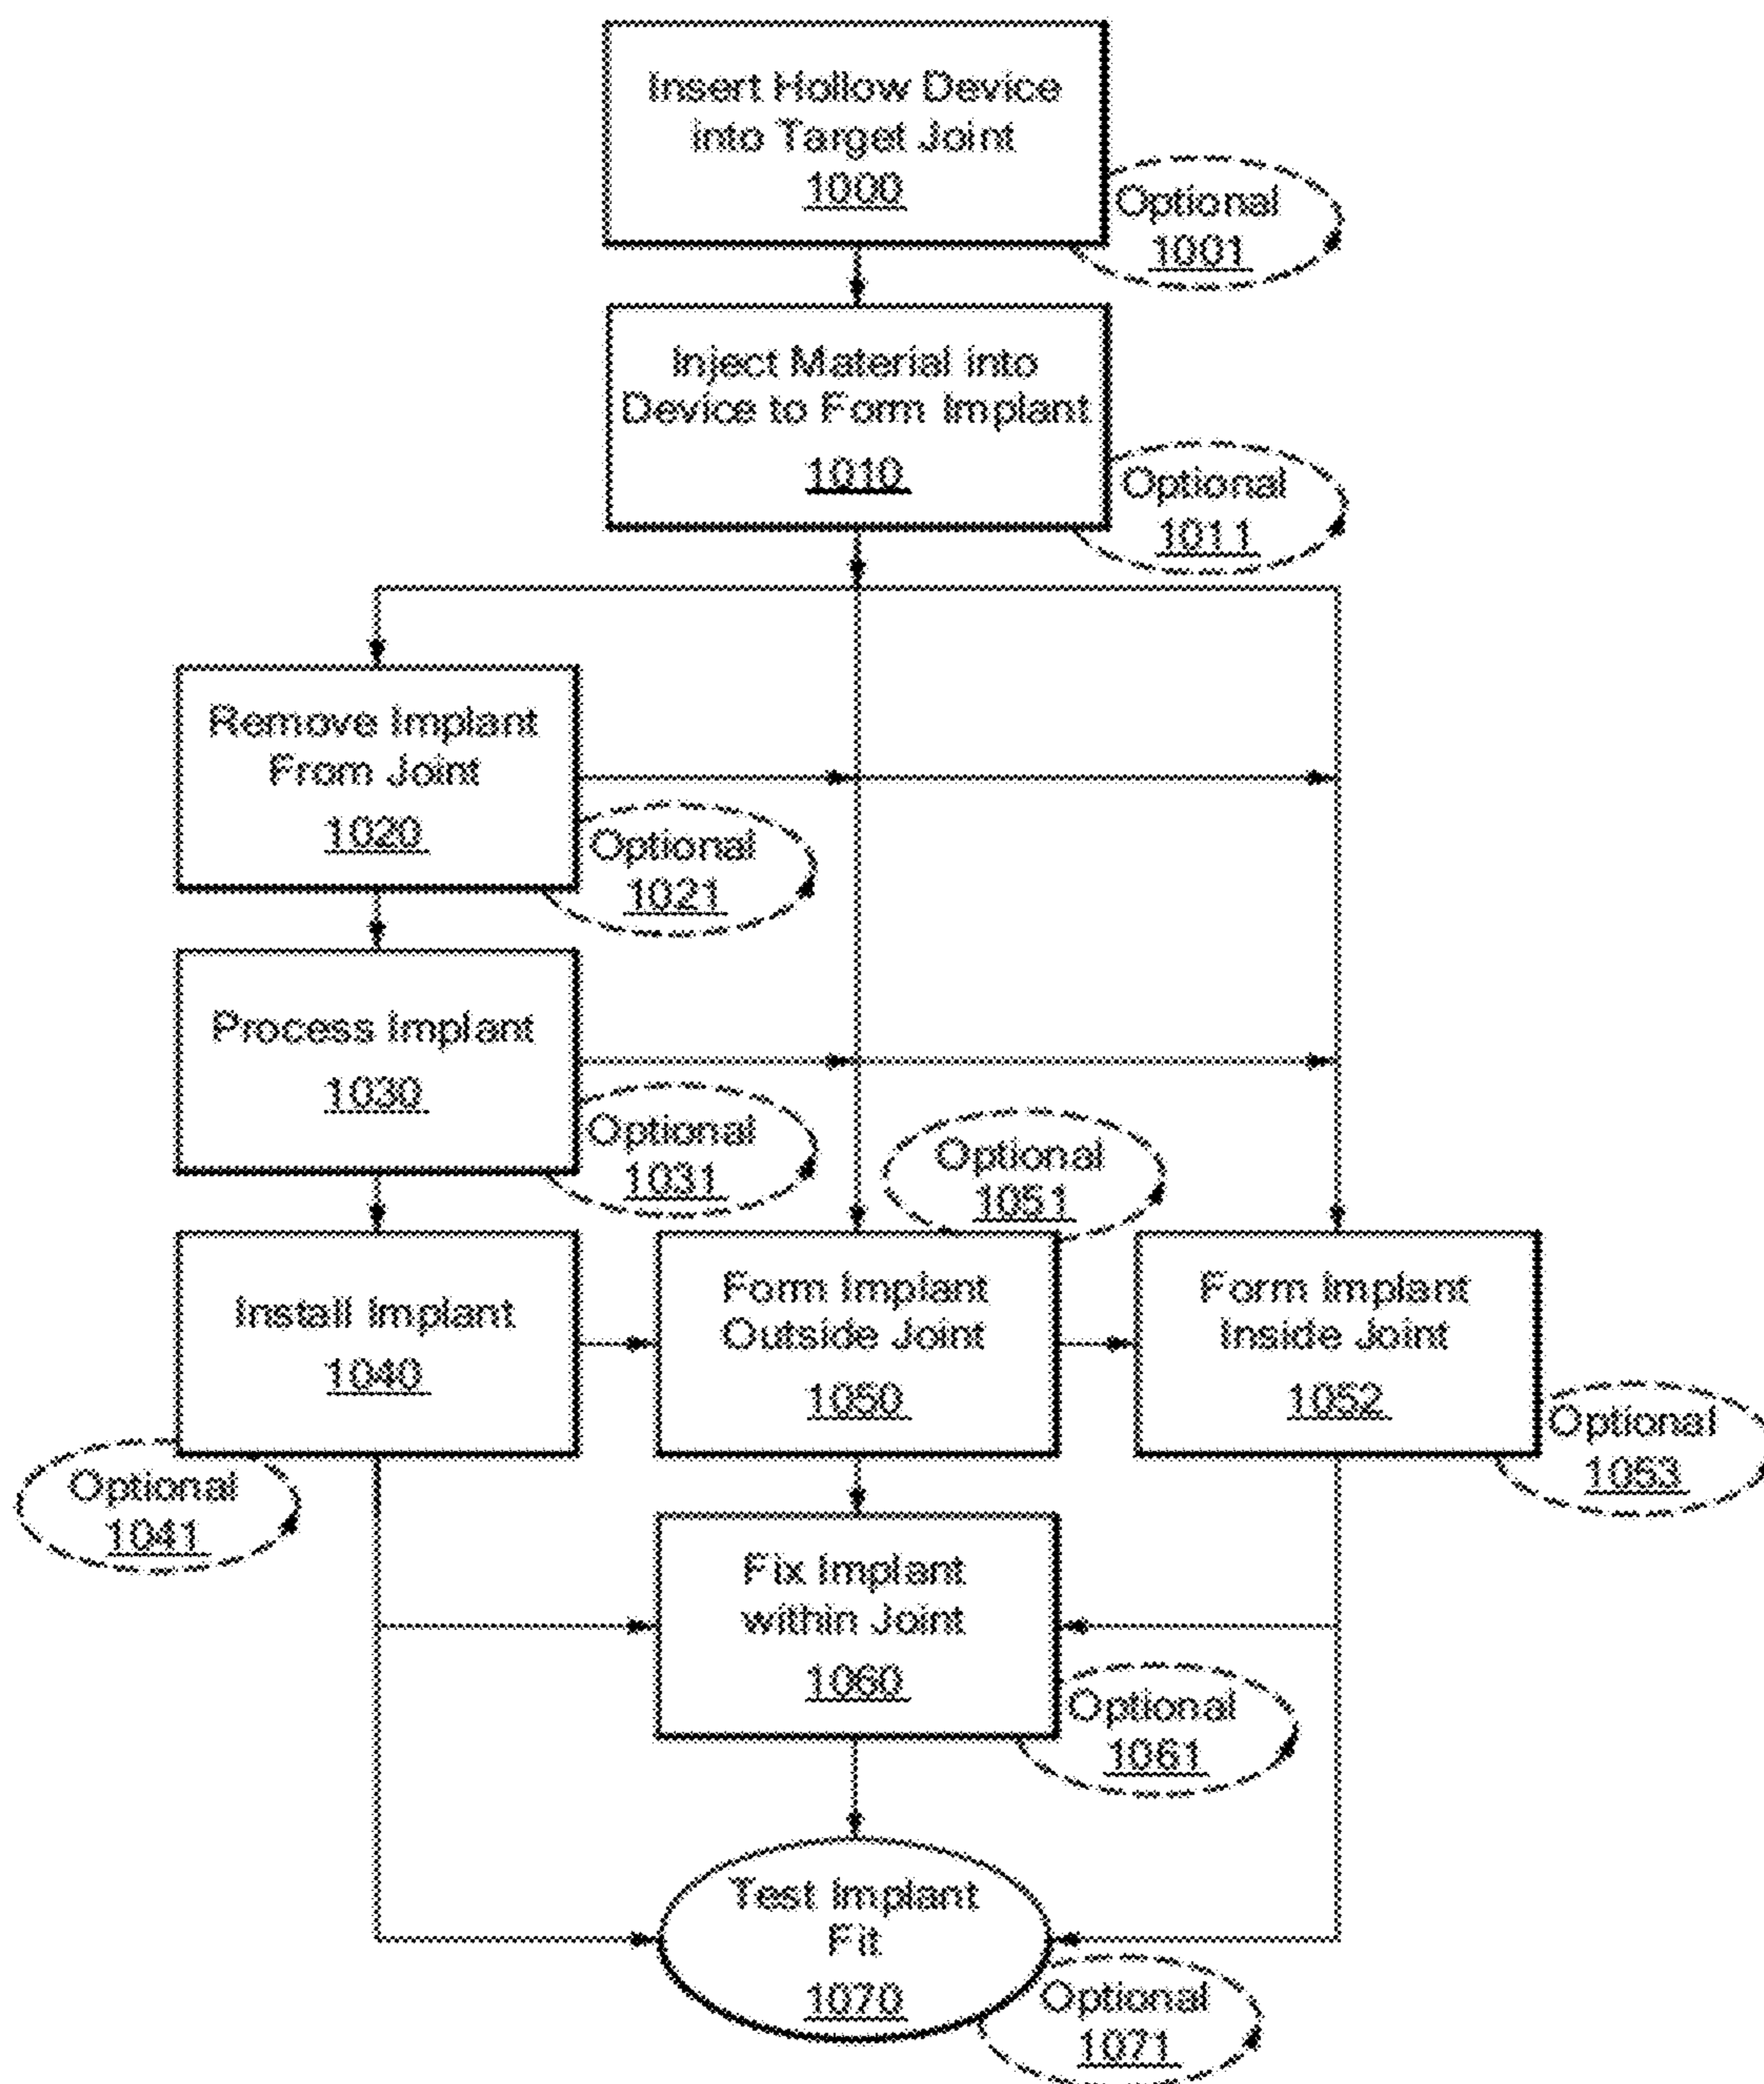 Insert Hollow Device
into Target Joint
1000
Optional
1001
Inject Material into
Device to Form Implant
1010
Optional
1011
Remove Implant
From Joint
1020
Optional
1021
Process Implant
1030
Optional
1031
Optional
1051
Install Implant
1040
Optional
1041
Form Implant
Outside Joint
1050
Form Implant
Inside Joint
1052
Optional
1053
Fix Implant
within Joint
1060
Optional
1061
Test Implant
Fit
1070
Optional
1071